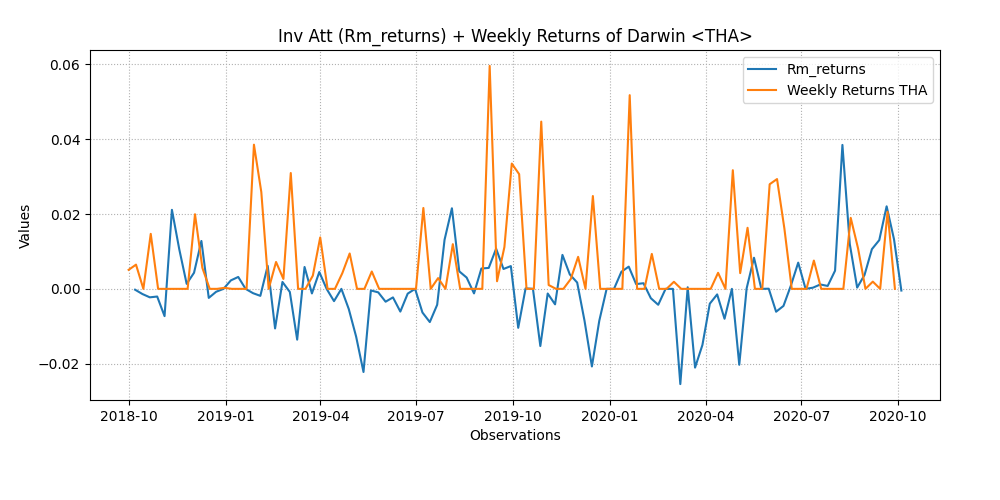 Inv Att (Rm_returns) + Weekly Returns of Darwin <THA>
Rm_returns
Weekly Returns THA
Values
0.06
0.04
0.02
0.00
−0.02
2018-10 2019-01 2019-04 2019-07 2019-10 2020-01 2020-04 2020-07 2020-10
Observations